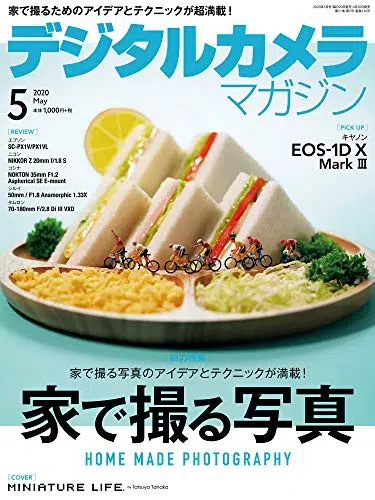 家で撮るためのアイデアとテクニックが超満載!
デジタルカメラ
マガジン
5
2020
May
本体1,000円+税
[REVIEW]
エプソン
SC-PX1V/PX1VL
ニコン
NIKKOR Z 20mm f/1.8 S
コシナ
NOKTON 35mm F1.2
Aspherical SE E-mount
シルイ
50mm / F1.8 Anamorphic 1.33X
タムロン
70-180mm F/2.8 Di III VXD
[PICK UP]
キヤノン
EOS-1D X
Mark III
家で撮る写真のアイデアとテクニックが満載!
家で撮る写真
HOME MADE PHOTOGRAPHY
[COVER]
MINIATURE LIFE. by Tatsuya Tanaka